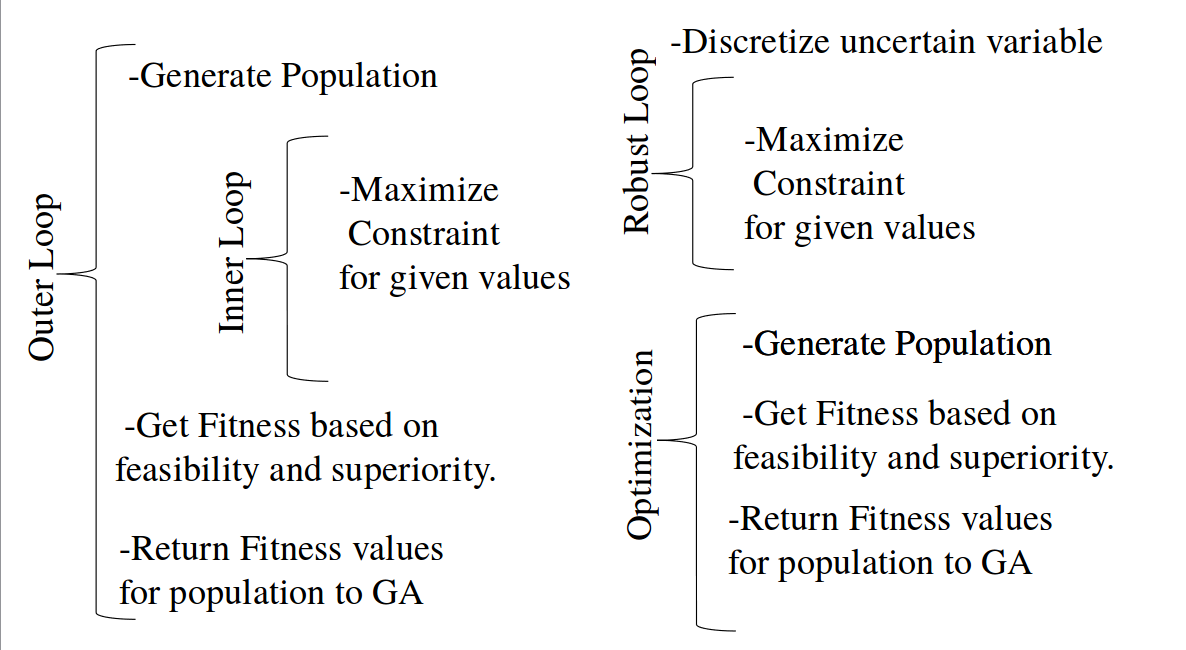 Outer Loop
-Generate Population
Inner Loop
-Maximize
Constraint
for given values
-Get Fitness based on
feasibility and superiority.
-Return Fitness values
for population to GA
-Discretize uncertain variable
Robust Loop
-Maximize
Constraint
for given values
Optimization
-Generate Population
-Get Fitness based on
feasibility and superiority.
-Return Fitness values
for population to GA